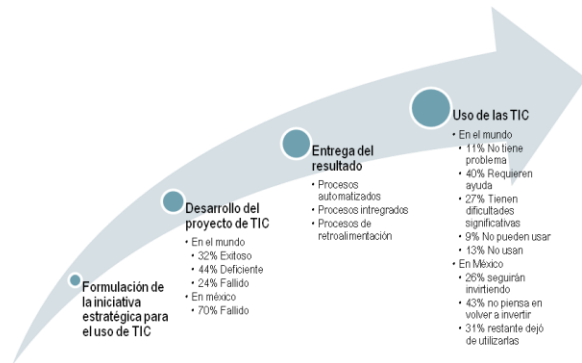 Formulación de
la iniciativa
estratégica para
el uso de TIC
Desarrollo del
proyecto de TIC
• En el mundo
• 32% Exitoso
• 44% Deficiente
• 24% Fallido
• En méxico
• 70% Fallido
Entrega del
resultado
• Procesos
automatizados
• Procesos intregrados
• Procesos de
retroalimentación
Uso de las TIC
• En el mundo
• 11% No tiene
problema
• 40% Requieren
ayuda
• 27% Tienen
dificultades
significativas
• 9% No pueden usar
• 13% No usan
• En México
• 26% seguirán
invirtiendo
• 43% no piensa en
volver a invertir
• 31% restante dejó
de utilizarlas